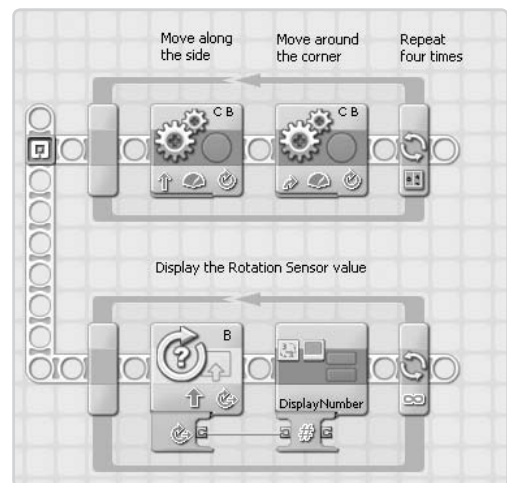 Move along
the side
Move around
the corner
Repeat
four times
C B
C B
Display the Rotation Sensor value
B
DisplayNumber
#